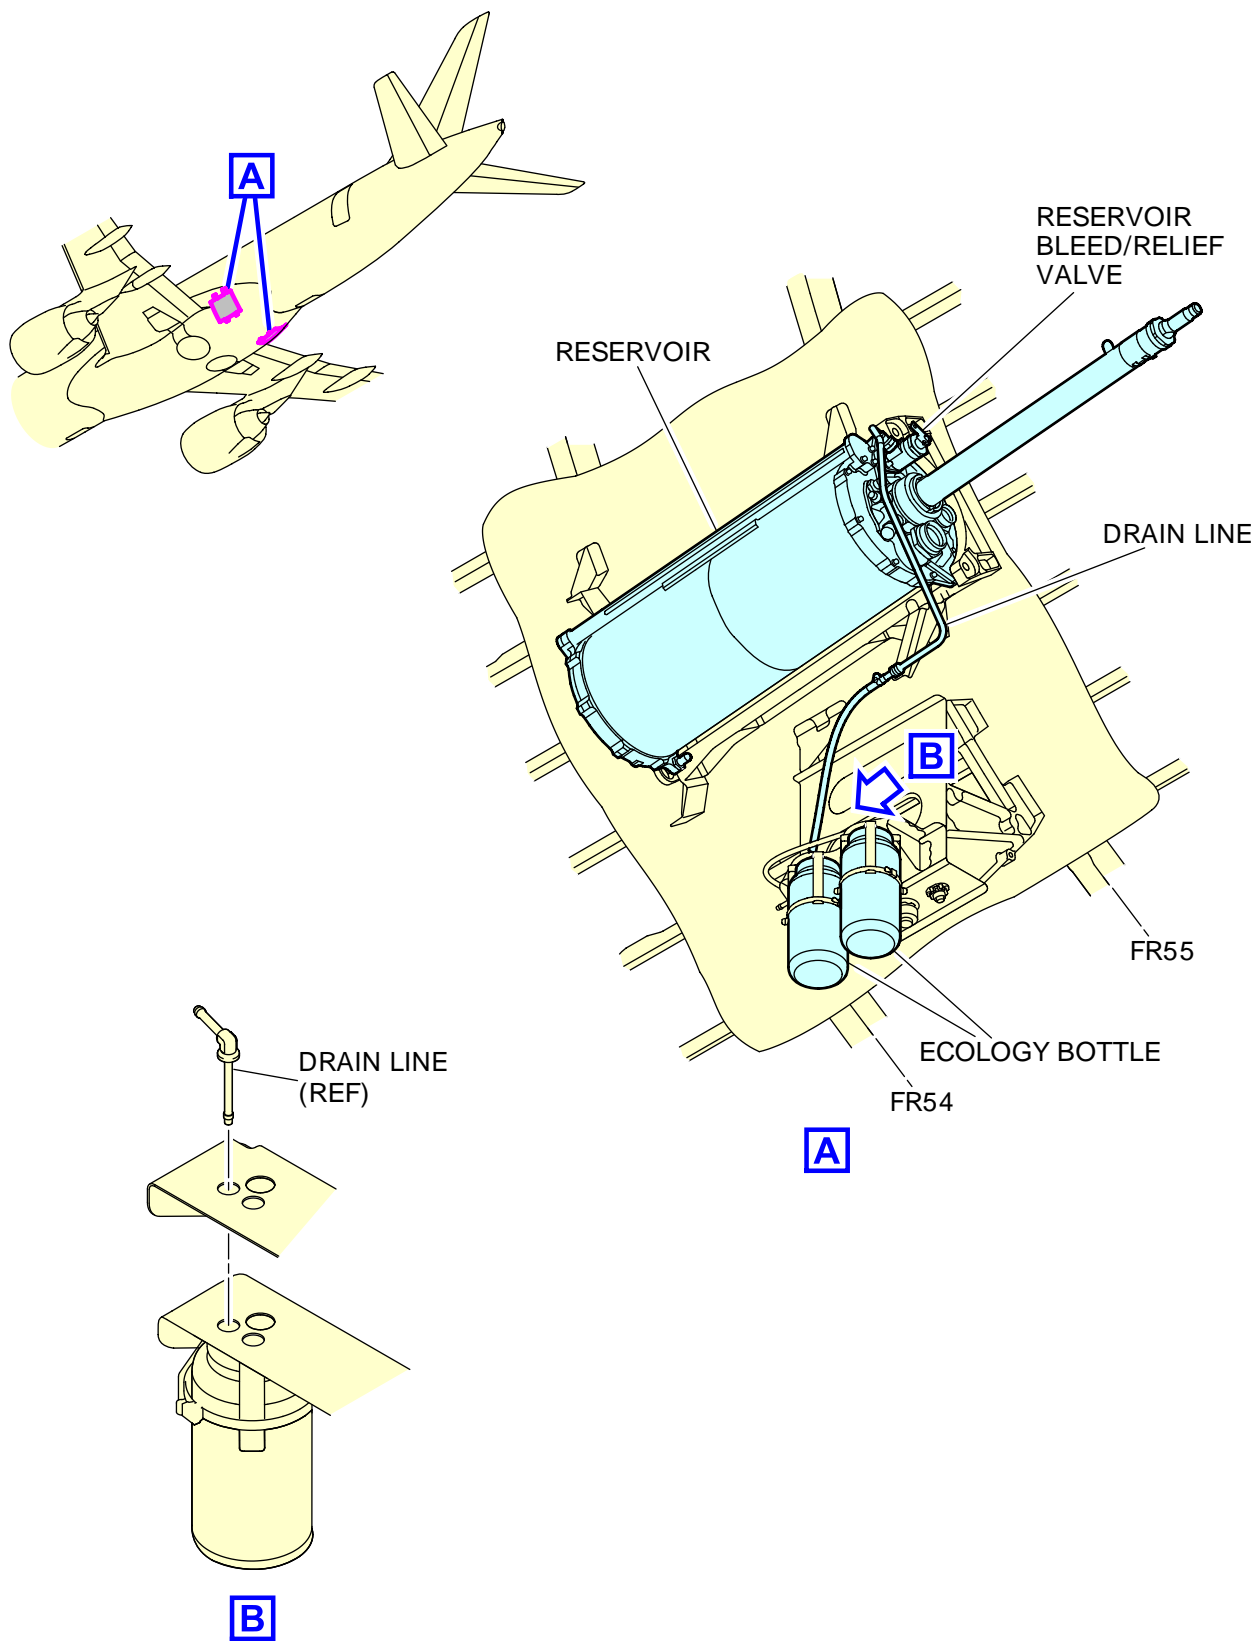 A
RESERVOIR
BLEED/RELIEF
VALVE
RESERVOIR
DRAIN LINE
B
FR55
ECOLOGY BOTTLE
FR54
A
DRAIN LINE
(REF)
B